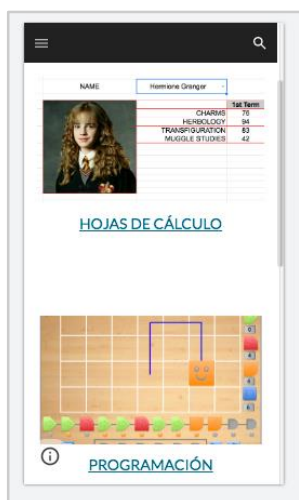 NAME Hermione Granger
1st Term
CHARMS 76
HERBOLOGY 94
TRANSFIGURATION 83
MUGGLE STUDIES 42
HOJAS DE CÁLCULO
PROGRAMACIÓN